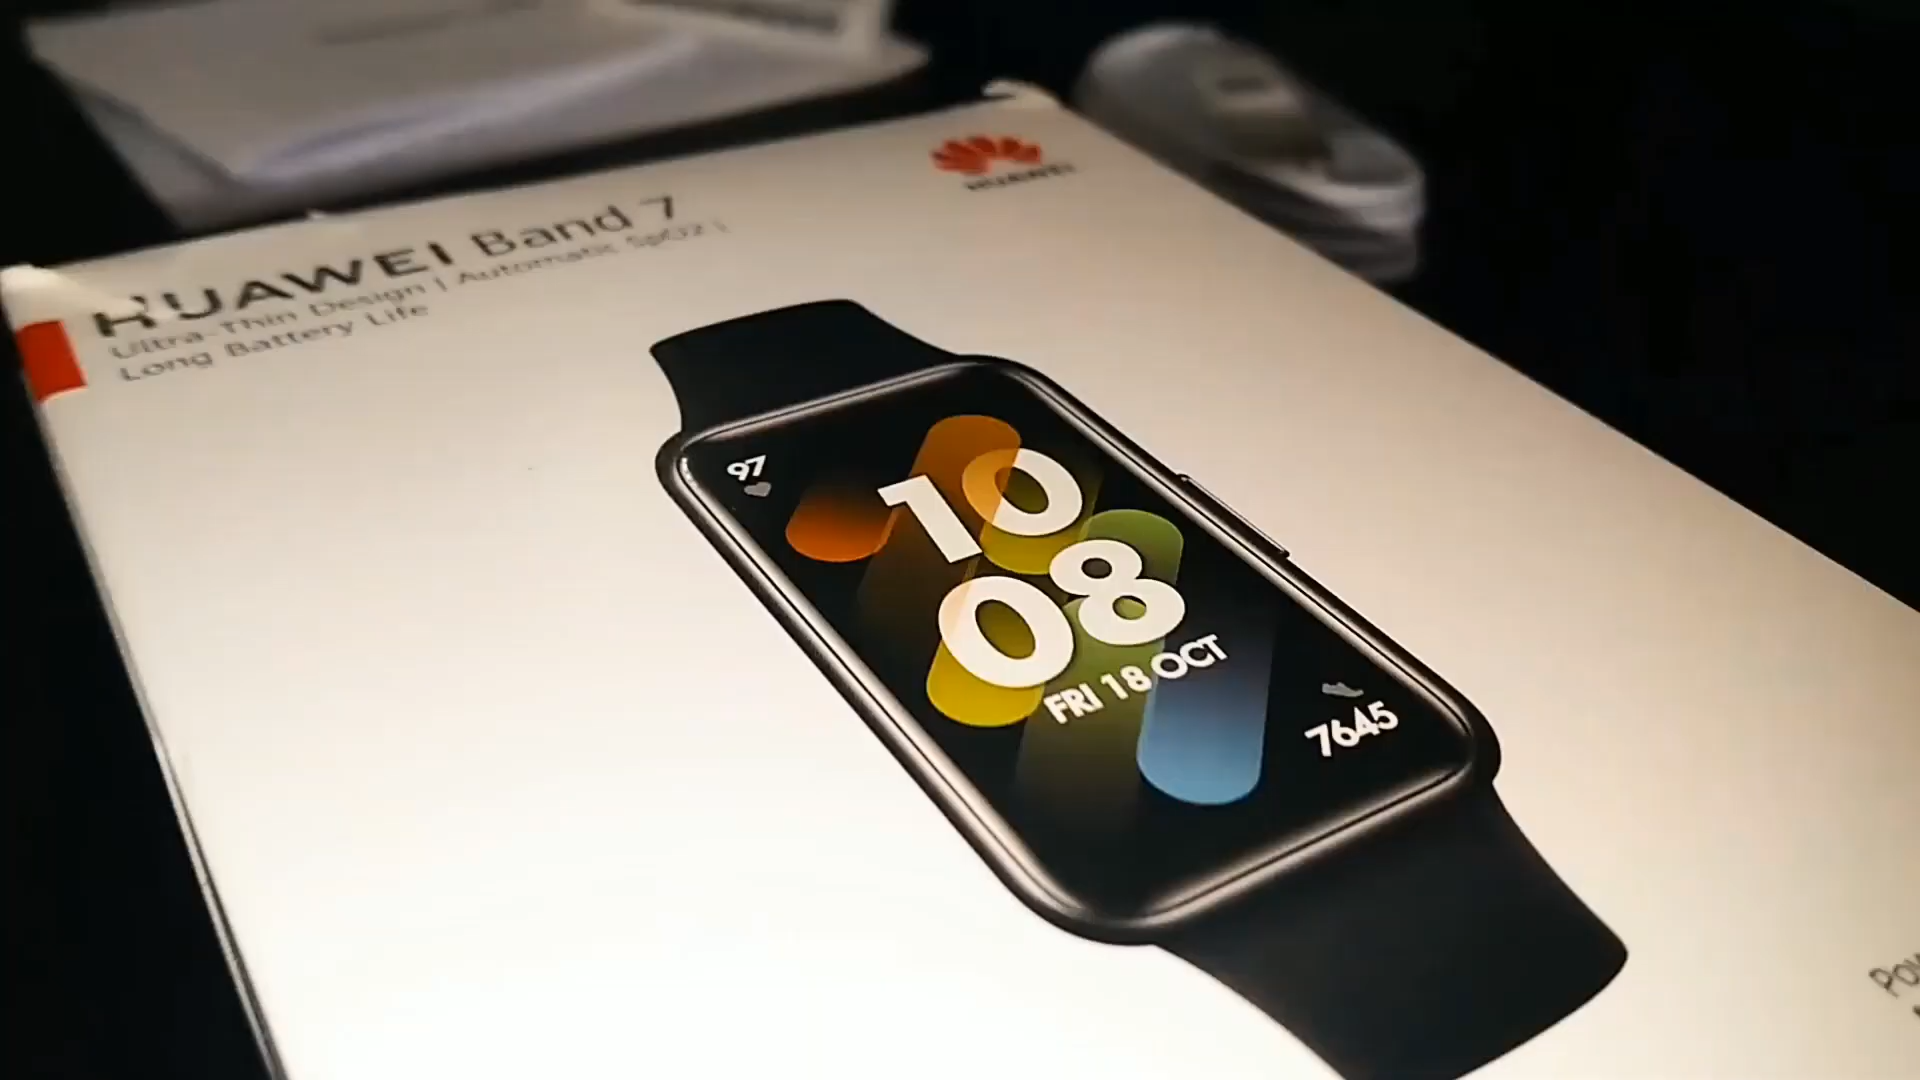 HUAWEI Band 7
Ultra-Thin Design | Automatic SpO2 |
Long Battery Life
HUAWEI
97
10
08
FRI 18 OCT
7645